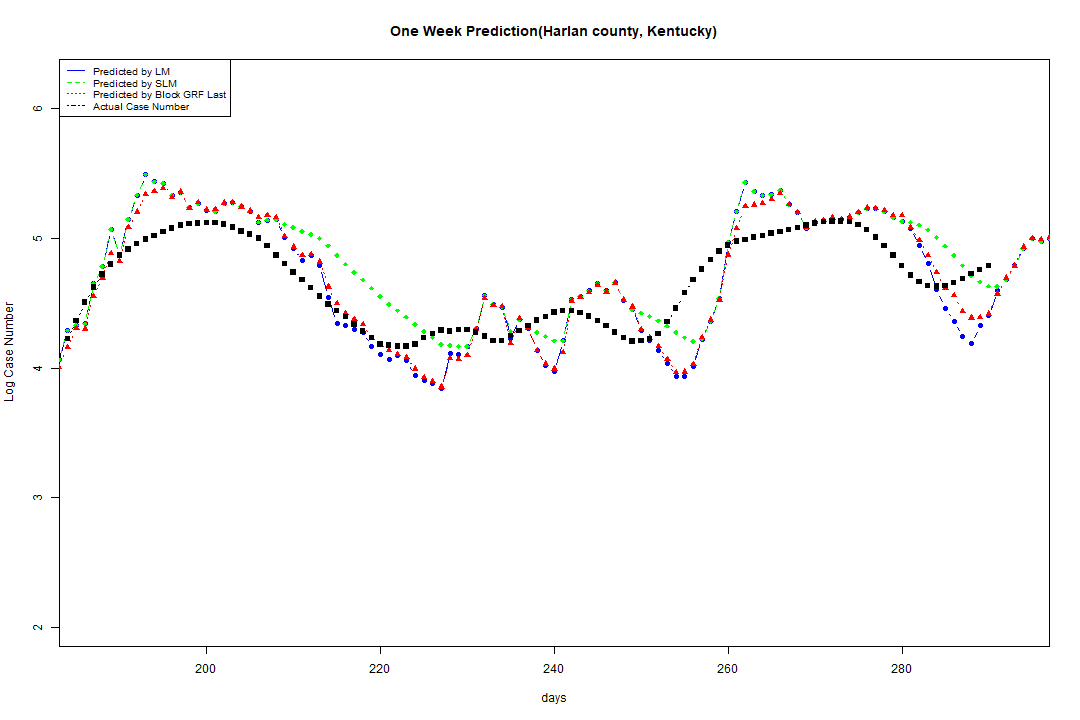 One Week Prediction(Harlan county, Kentucky)
Predicted by LM
Predicted by SLM
Predicted by Block GRF Last
Actual Case Number
6
5
4
3
2
Log Case Number
200 220 240 260 280
days